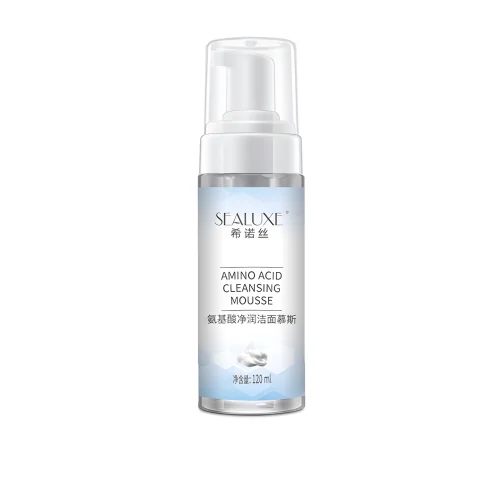 SEALUXE®
希诺丝
AMINO ACID
CLEANSING
MOUSSE
氨基酸净润洁面慕斯
净含量: 120 ml